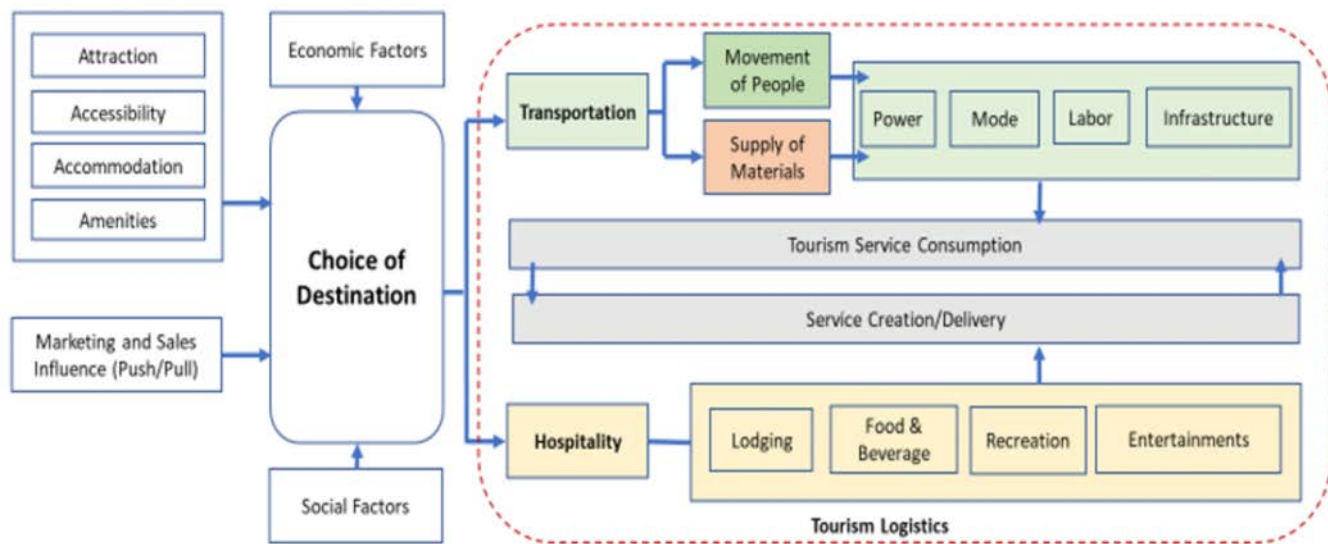 Attraction
Accessibility
Accommodation
Amenities
Marketing and Sales
Influence (Push/Pull)
Economic Factors
Choice of
Destination
Social Factors
Transportation
Movement
of People
Supply of
Materials
Power
Mode
Labor
Infrastructure
Tourism Service Consumption
Service Creation/Delivery
Hospitality
Lodging
Food &
Beverage
Recreation
Entertainments
Tourism Logistics